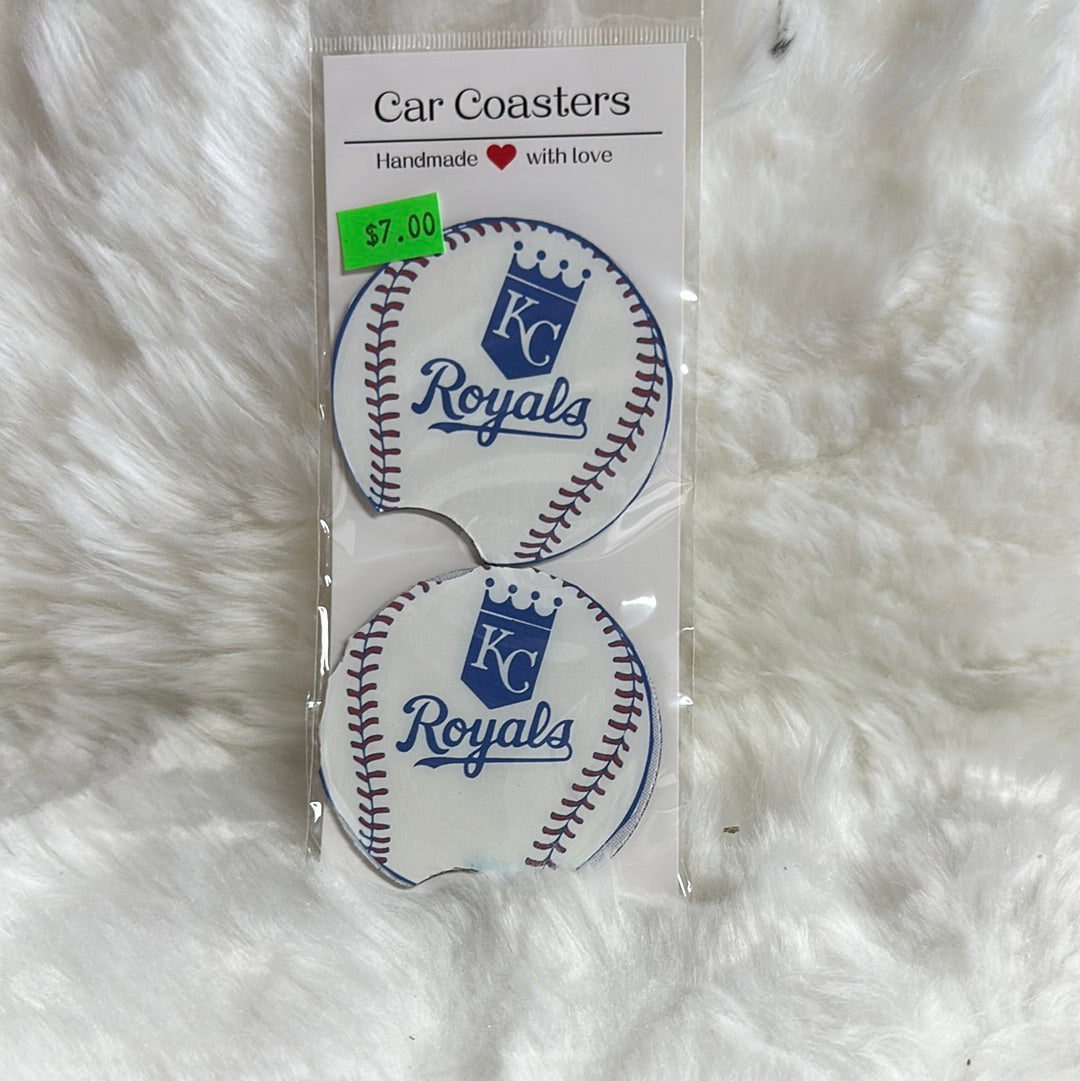 Car Coasters
Handmade ❤ with love
$7.00
KC
Royals
KC
Royals